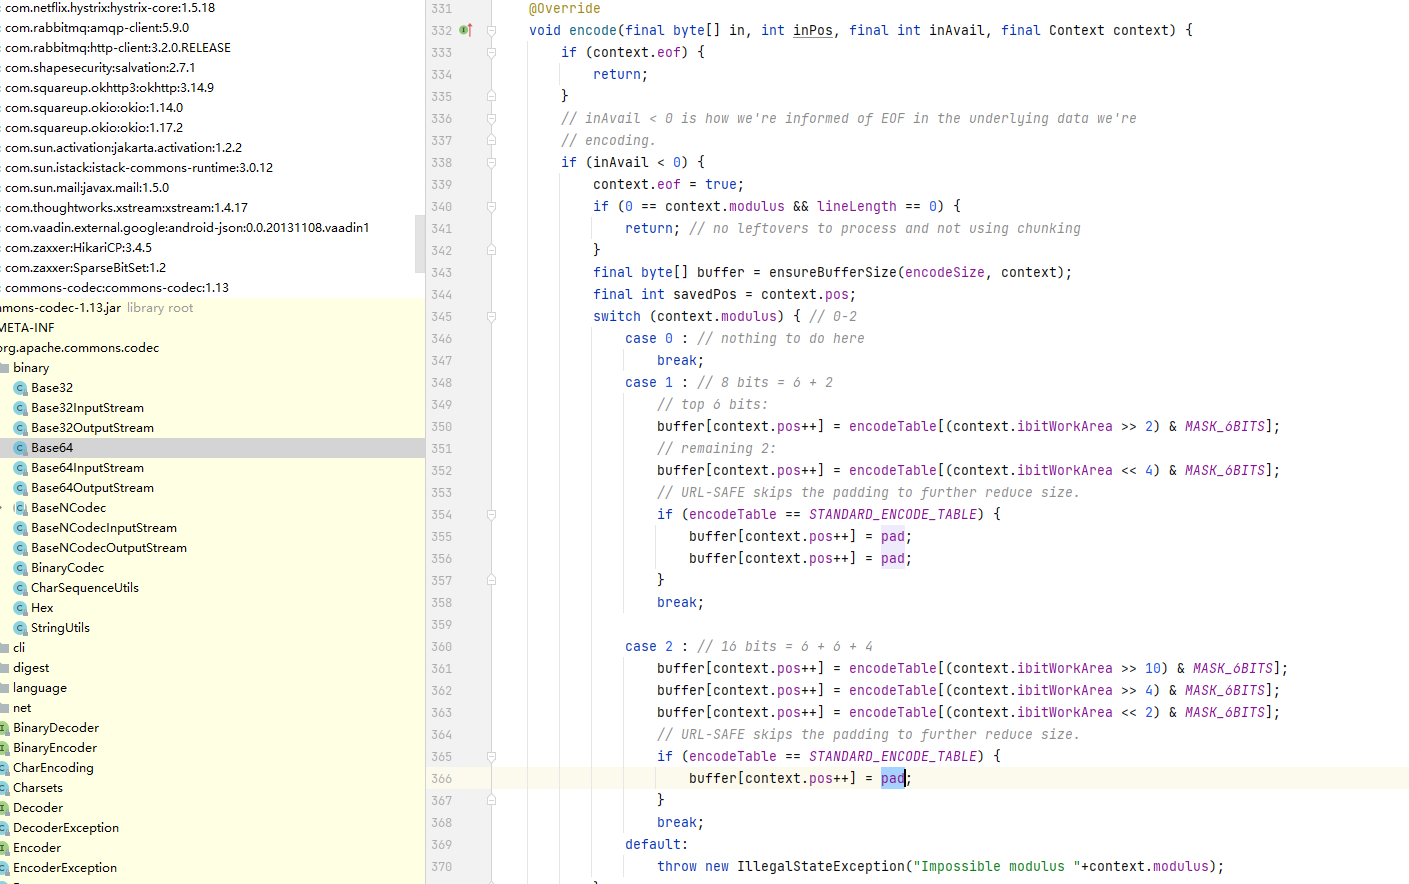 com.netflix.hystrix:hystrix-core:1.5.18
com.rabbitmq:amqp-client:5.9.0
com.rabbitmq:http-client:3.2.0.RELEASE
com.shapesecurity:salvation:2.7.1
com.squareup.okhttp3:okhttp:3.14.9
com.squareup.okio:okio:1.14.0
com.squareup.okio:okio:1.17.2
com.sun.activation:jakarta.activation:1.2.2
com.sun.istack:istack-commons-runtime:3.0.12
com.sun.mail:javax.mail:1.5.0
com.thoughtworks.xstream:xstream:1.4.17
com.vaadin.external.google:android-json:0.0.20131108.vaadin1
com.zaxxer:HikariCP:3.4.5
com.zaxxer:SparseBitSet:1.2
commons-codec:commons-codec:1.13
mmons-codec-1.13.jar library root
META-INF
org.apache.commons.codec
binary
Base32
Base32InputStream
Base32OutputStream
Base64
Base64InputStream
Base64OutputStream
BaseNCodec
BaseNCodecInputStream
BaseNCodecOutputStream
BinaryCodec
CharSequenceUtils
Hex
StringUtils
cli
digest
language
net
BinaryDecoder
BinaryEncoder
CharEncoding
Charsets
Decoder
DecoderException
Encoder
EncoderException
331 @Override
332 void encode(final byte[] in, int inPos, final int inAvail, final Context context) {
333 if (context.eof) {
334 return;
335 }
336 // inAvail < 0 is how we're informed of EOF in the underlying data we're
337 // encoding.
338 if (inAvail < 0) {
339 context.eof = true;
340 if (0 == context.modulus && lineLength == 0) {
341 return; // no leftovers to process and not using chunking
342 }
343 final byte[] buffer = ensureBufferSize(encodeSize, context);
344 final int savedPos = context.pos;
345 switch (context.modulus) { // 0-2
346 case 0 : // nothing to do here
347 break;
348 case 1 : // 8 bits = 6 + 2
349 // top 6 bits:
350 buffer[context.pos++] = encodeTable[(context.ibitWorkArea >> 2) & MASK_6BITS];
351 // remaining 2:
352 buffer[context.pos++] = encodeTable[(context.ibitWorkArea << 4) & MASK_6BITS];
353 // URL-SAFE skips the padding to further reduce size.
354 if (encodeTable == STANDARD_ENCODE_TABLE) {
355 buffer[context.pos++] = pad;
356 buffer[context.pos++] = pad;
357 }
358 break;
359
360 case 2 : // 16 bits = 6 + 6 + 4
361 buffer[context.pos++] = encodeTable[(context.ibitWorkArea >> 10) & MASK_6BITS];
362 buffer[context.pos++] = encodeTable[(context.ibitWorkArea >> 4) & MASK_6BITS];
363 buffer[context.pos++] = encodeTable[(context.ibitWorkArea << 2) & MASK_6BITS];
364 // URL-SAFE skips the padding to further reduce size.
365 if (encodeTable == STANDARD_ENCODE_TABLE) {
366 buffer[context.pos++] = pad;
367 }
368 break;
369 default:
370 throw new IllegalStateException("Impossible modulus "+context.modulus);